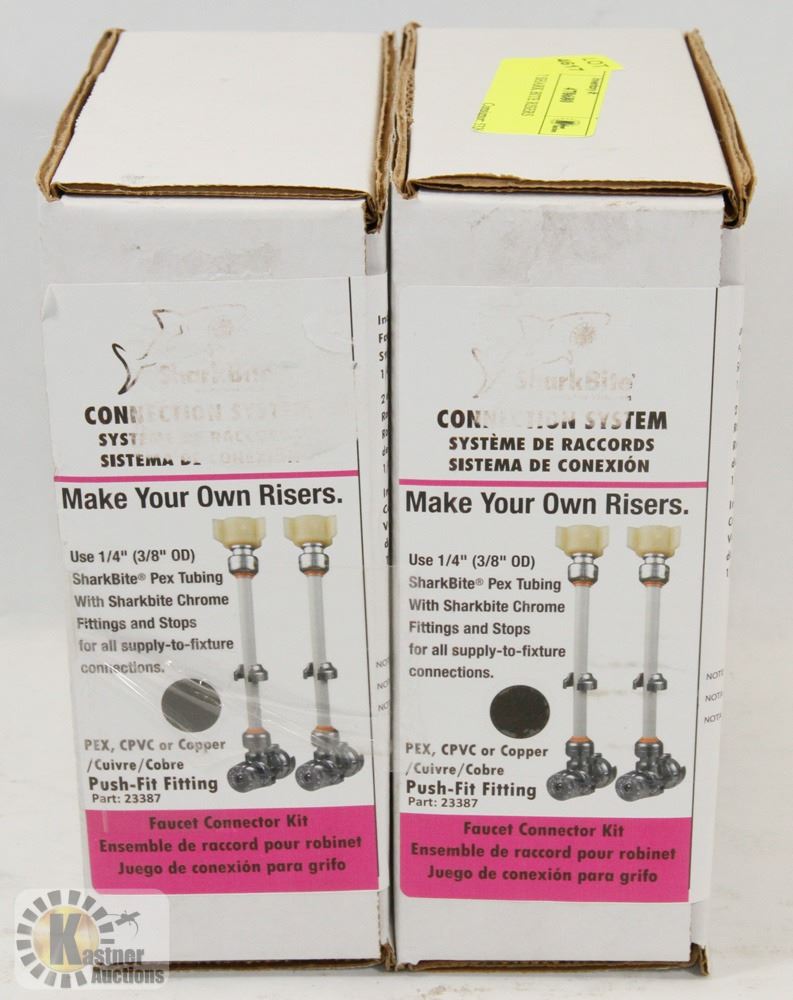 SharkBite
CONNECTION SYSTEM
SYSTÈME DE RACCORDS
SISTEMA DE CONEXIÓN
Make Your Own Risers.
Use 1/4" (3/8" OD)
SharkBite® Pex Tubing
With Sharkbite Chrome
Fittings and Stops
for all supply-to-fixture
connections.
PEX, CPVC or Copper
/Cuivre/Cobre
Push-Fit Fitting
Part: 23387
Faucet Connector Kit
Ensemble de raccord pour robinet
Juego de conexión para grifo
LOT
SHARK BITE RISERS
SharkBite
CONNECTION SYSTEM
SYSTÈME DE RACCORDS
SISTEMA DE CONEXIÓN
Make Your Own Risers.
Use 1/4" (3/8" OD)
SharkBite® Pex Tubing
With Sharkbite Chrome
Fittings and Stops
for all supply-to-fixture
connections.
PEX, CPVC or Copper
/Cuivre/Cobre
Push-Fit Fitting
Part: 23387
Faucet Connector Kit
Ensemble de raccord pour robinet
Juego de conexión para grifo
Kastner
Auctions